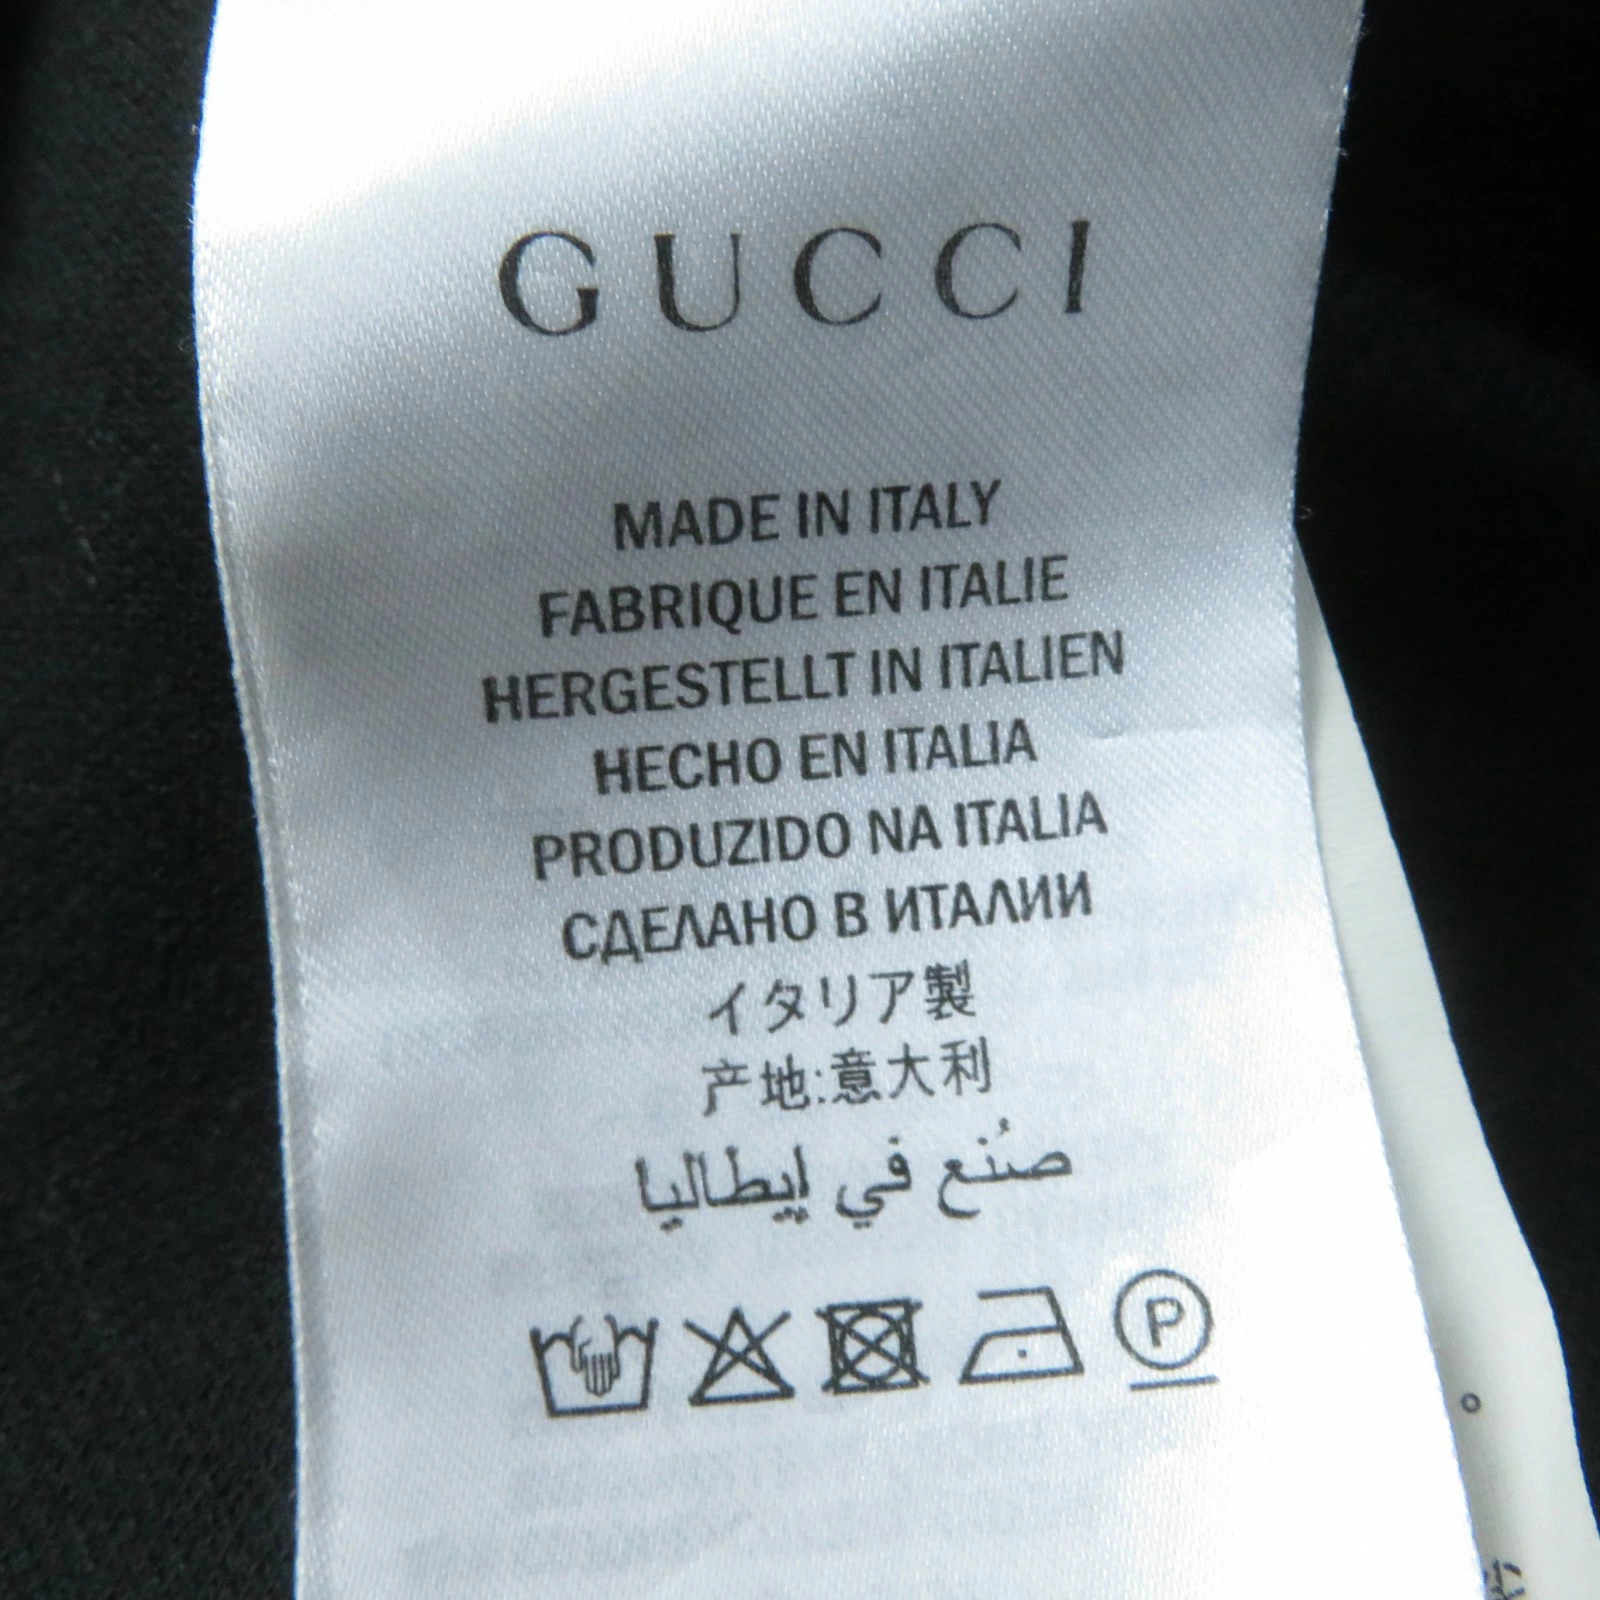 GUCCI
MADE IN ITALY
FABRIQUE EN ITALIE
HERGESTELLT IN ITALIEN
HECHO EN ITALIA
PRODUZIDO NA ITALIA
СДЕЛАНО В ИТАЛИИ
イタリア製
产地:意大利
صُنع في إيطاليا
P